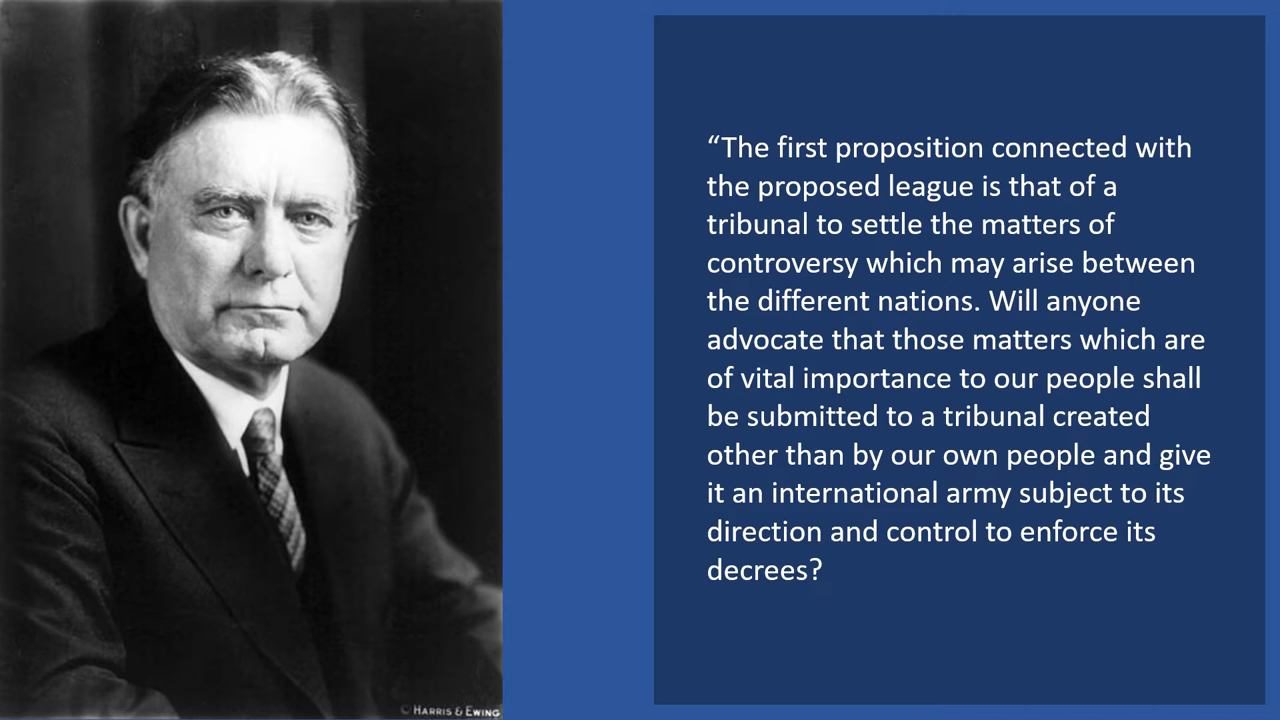 “The first proposition connected with
the proposed league is that of a
tribunal to settle the matters of
controversy which may arise between
the different nations. Will anyone
advocate that those matters which are
of vital importance to our people shall
be submitted to a tribunal created
other than by our own people and give
it an international army subject to its
direction and control to enforce its
decrees?
© HARRIS & EWING